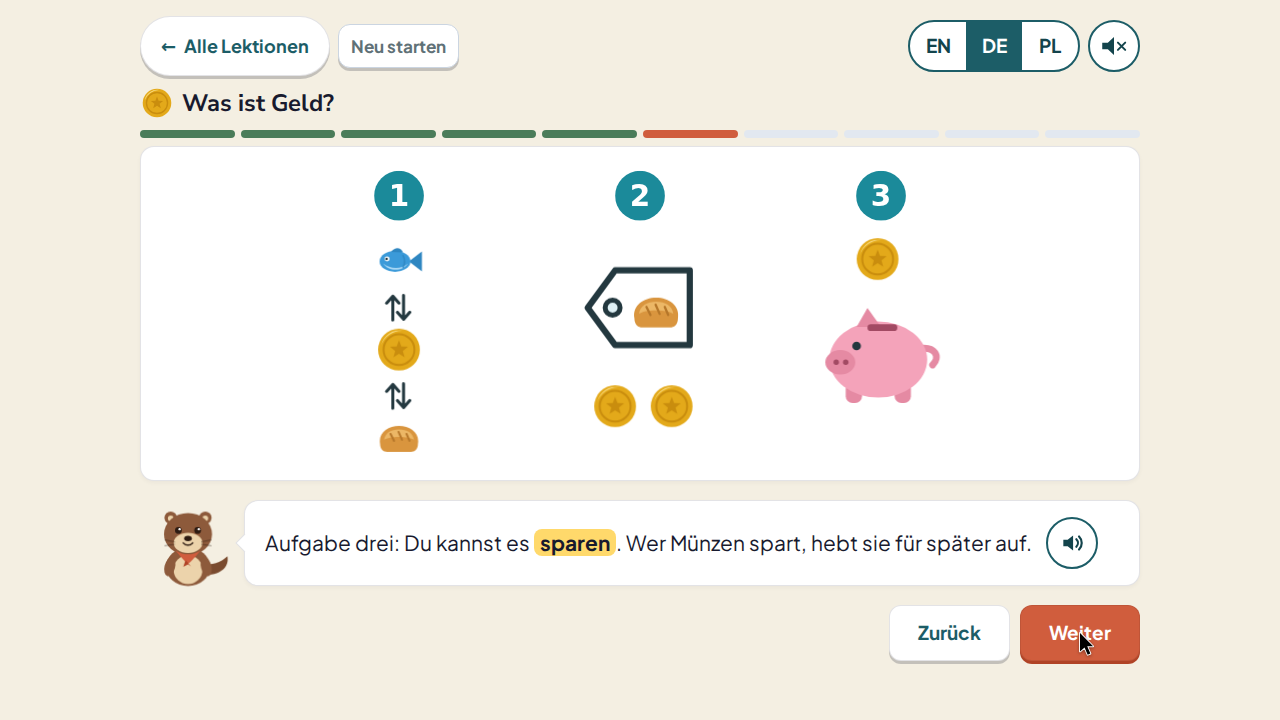 ← Alle Lektionen
Neu starten
EN DE PL
Was ist Geld?
1 2 3
Aufgabe drei: Du kannst es sparen. Wer Münzen spart, hebt sie für später auf.
Zurück
Weiter